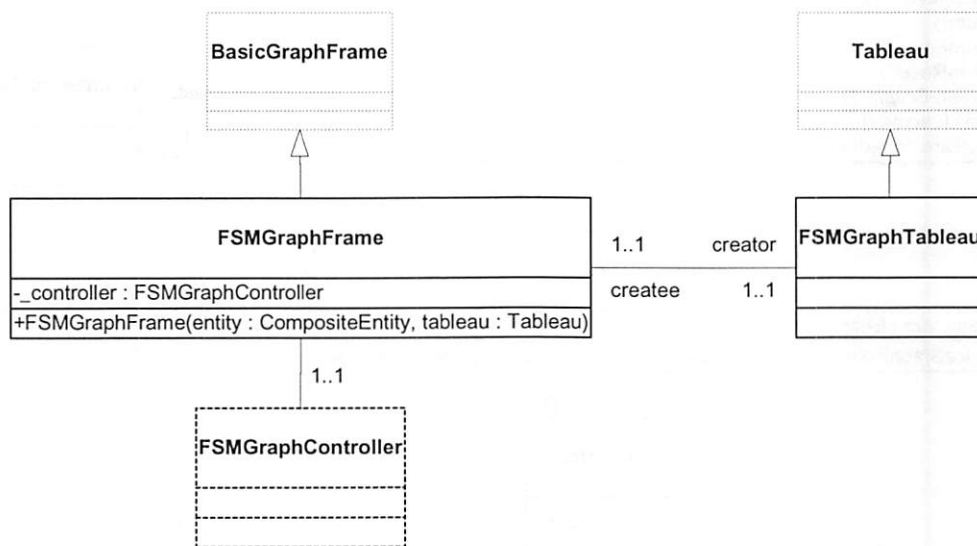 BasicGraphFrame
Tableau
FSMGraphFrame
-_controller : FSMGraphController
+FSMGraphFrame(entity : CompositeEntity, tableau : Tableau)
1..1 creator
createe 1..1
FSMGraphTableau
1..1
FSMGraphController